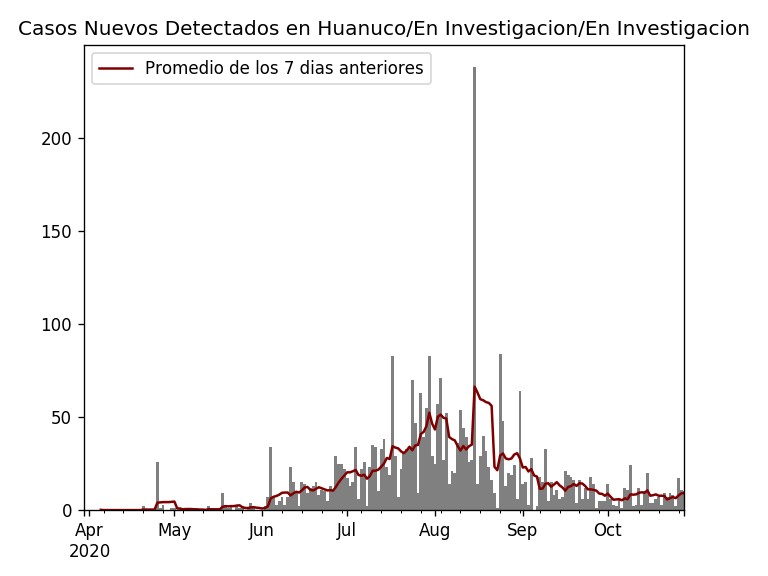 Casos Nuevos Detectados en Huanuco/En Investigacion/En Investigacion
Promedio de los 7 dias anteriores
200
150
100
50
0
Apr May Jun Jul Aug Sep Oct
2020